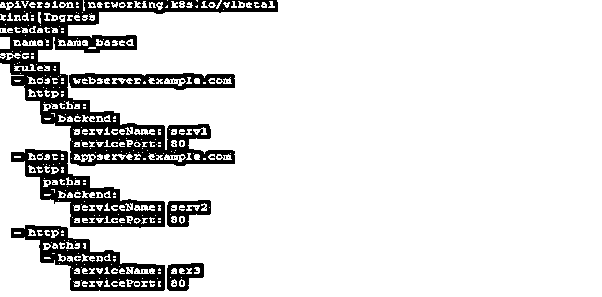 apiVersion: networking.k8s.io/v1beta1
kind: Ingress
metadata:
  name: name_based
spec:
  rules:
  - host: webserver.example.com
    http:
      paths:
      - backend:
          serviceName: serv1
          servicePort: 80
  - host: appserver.example.com
    http:
      paths:
      - backend:
          serviceName: serv2
          servicePort: 80
  - http:
      paths:
      - backend:
          serviceName: sex3
          servicePort: 80